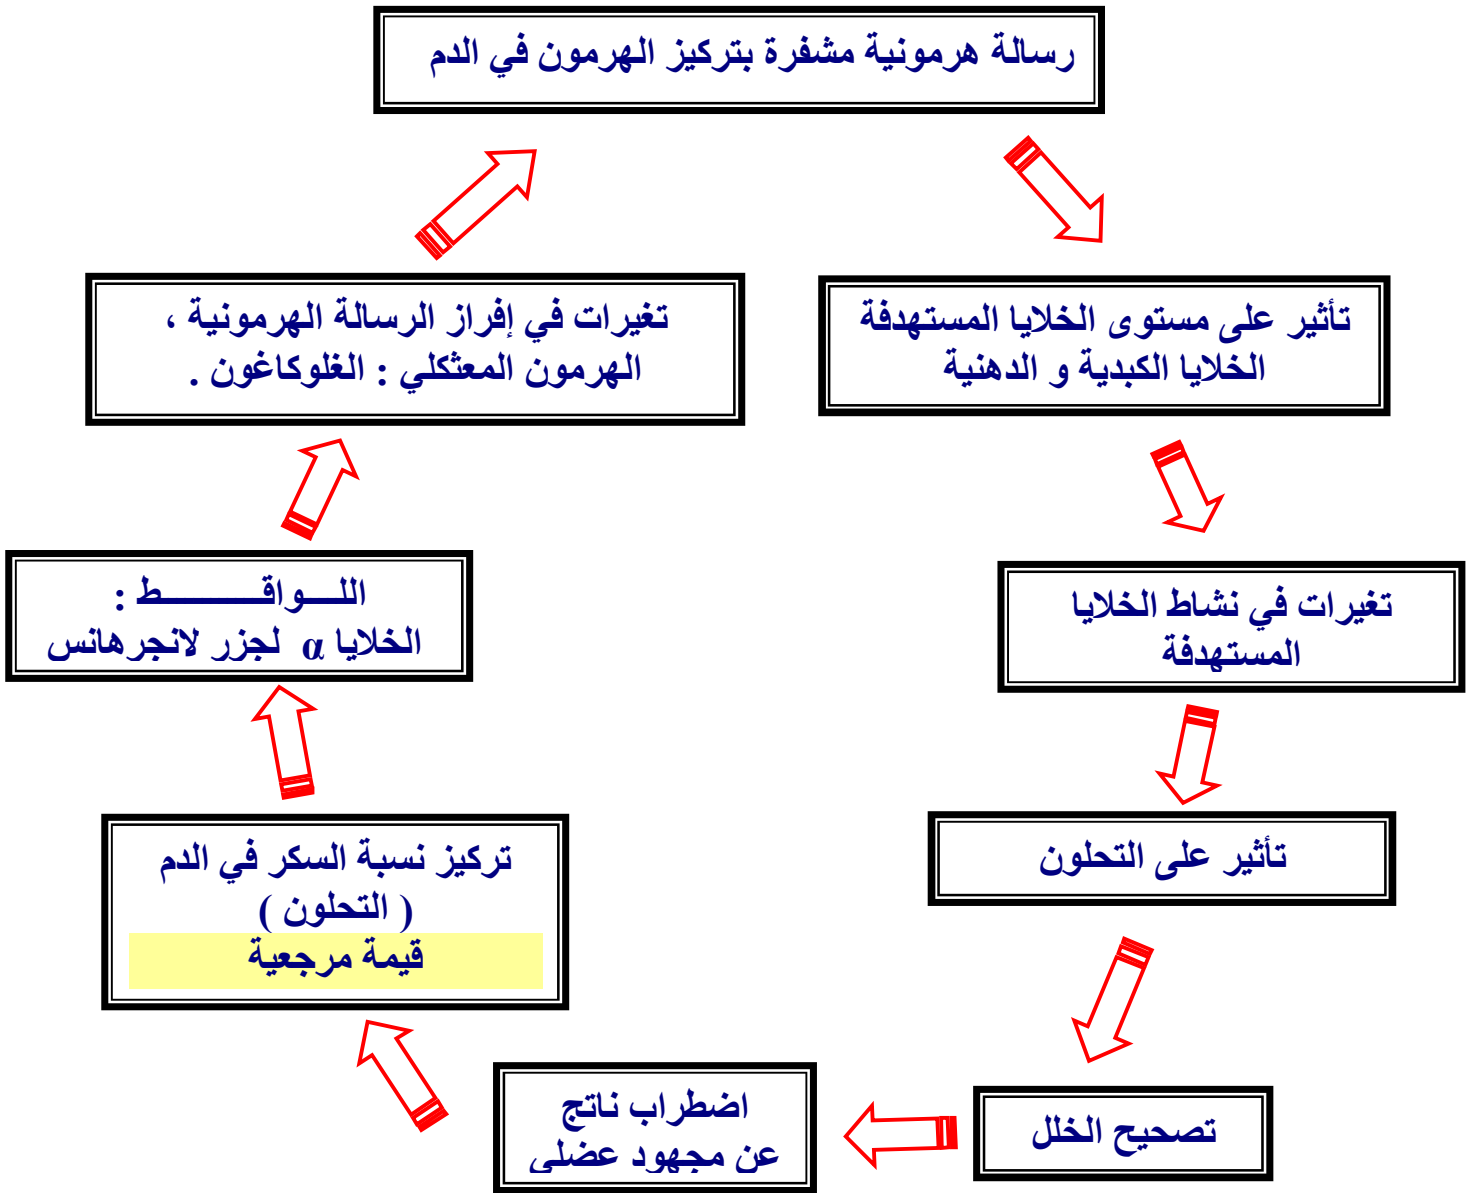 رسالة هرمونية مشفرة بتركيز الهرمون في الدم
تأثير على مستوى الخلايا المستهدفة
الخلايا الكبدية و الدهنية
تغيرات في نشاط الخلايا
المستهدفة
تأثير على التحلون
تصحيح الخلل
اضطراب ناتج
عن مجهود عضلي
تركيز نسبة السكر في الدم
( التحلون )
قيمة مرجعية
اللـــواقــــــــط :
الخلايا α لجزر لانجرهانس
تغيرات في إفراز الرسالة الهرمونية ،
الهرمون المعثكلي : الغلوكاغون .